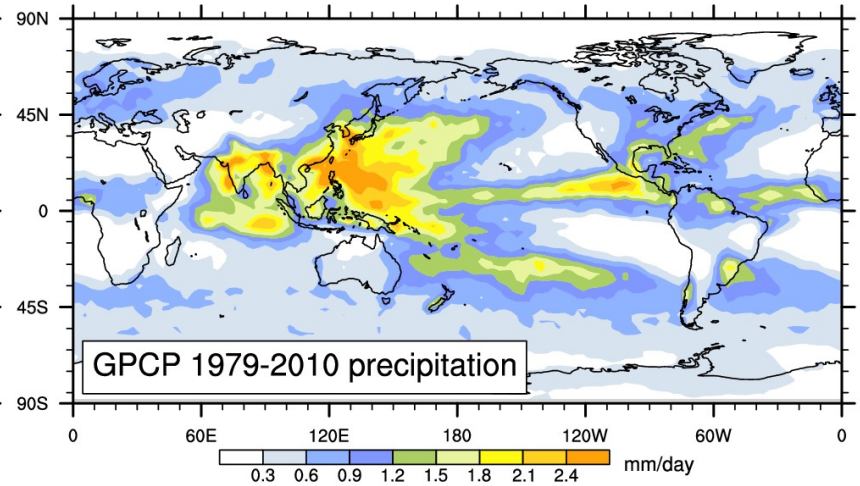 90N
45N
0
45S
90S
GPCP 1979-2010 precipitation
0 60E 120E 180 120W 60W 0
0.3 0.6 0.9 1.2 1.5 1.8 2.1 2.4 mm/day